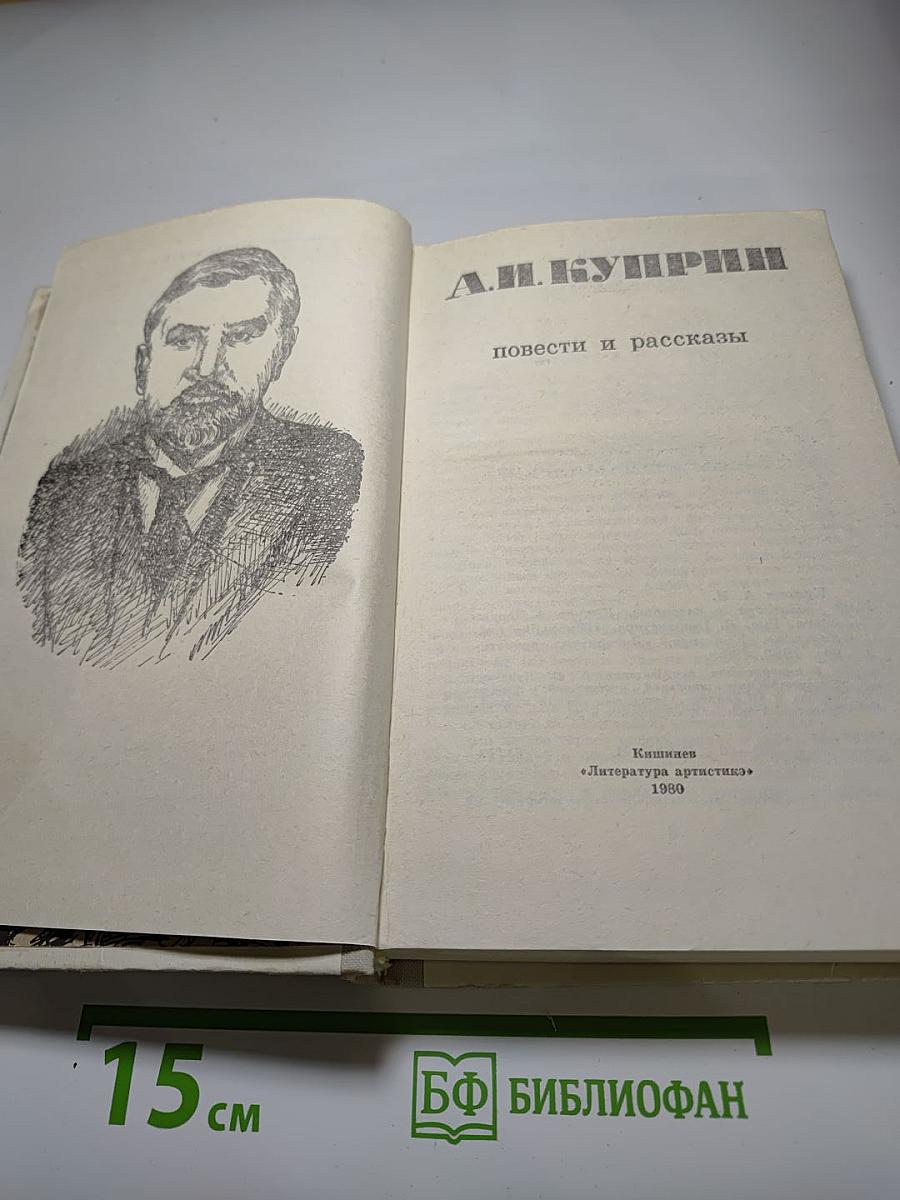 А.И. КУПРИН
повести и рассказы
Кишинев
«Литература артистикэ»
1980
15 см
БФ БИБЛИОФАН